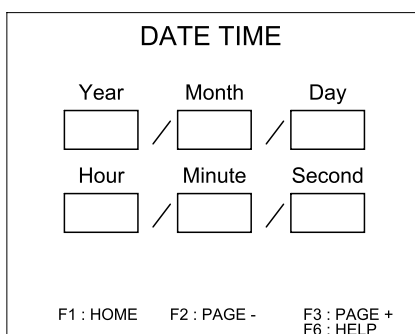 DATE TIME
Year Month Day
/ /
Hour Minute Second
/ /
F1 : HOME F2 : PAGE - F3 : PAGE +
F6 : HELP